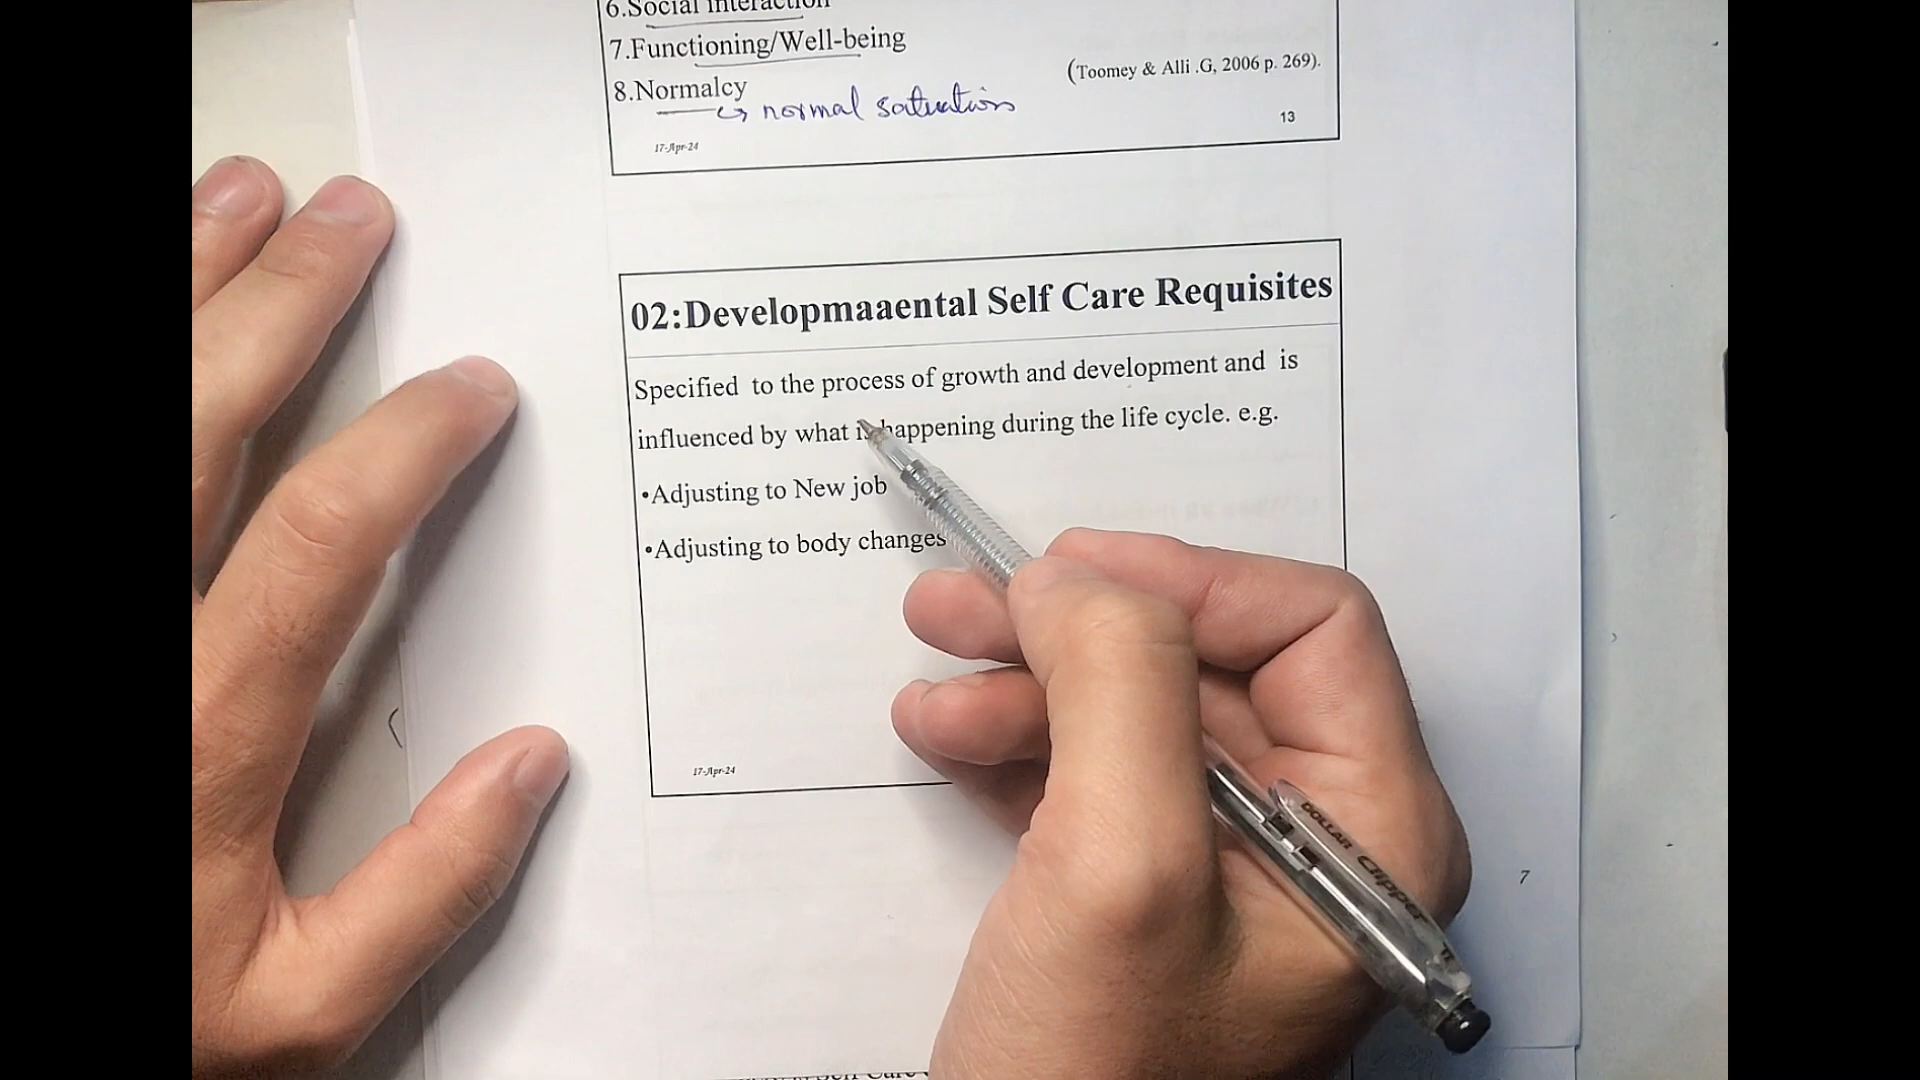 6.Social interaction
7.Functioning/Well-being
8.Normalcy
(Toomey & Alli .G, 2006 p. 269).
↪ normal satuation
13
17-Apr-24
02:Developmaaental Self Care Requisites
Specified to the process of growth and development and is
influenced by what is happening during the life cycle. e.g.
•Adjusting to New job
•Adjusting to body changes
17-Apr-24
DOLLAR Clipper
7